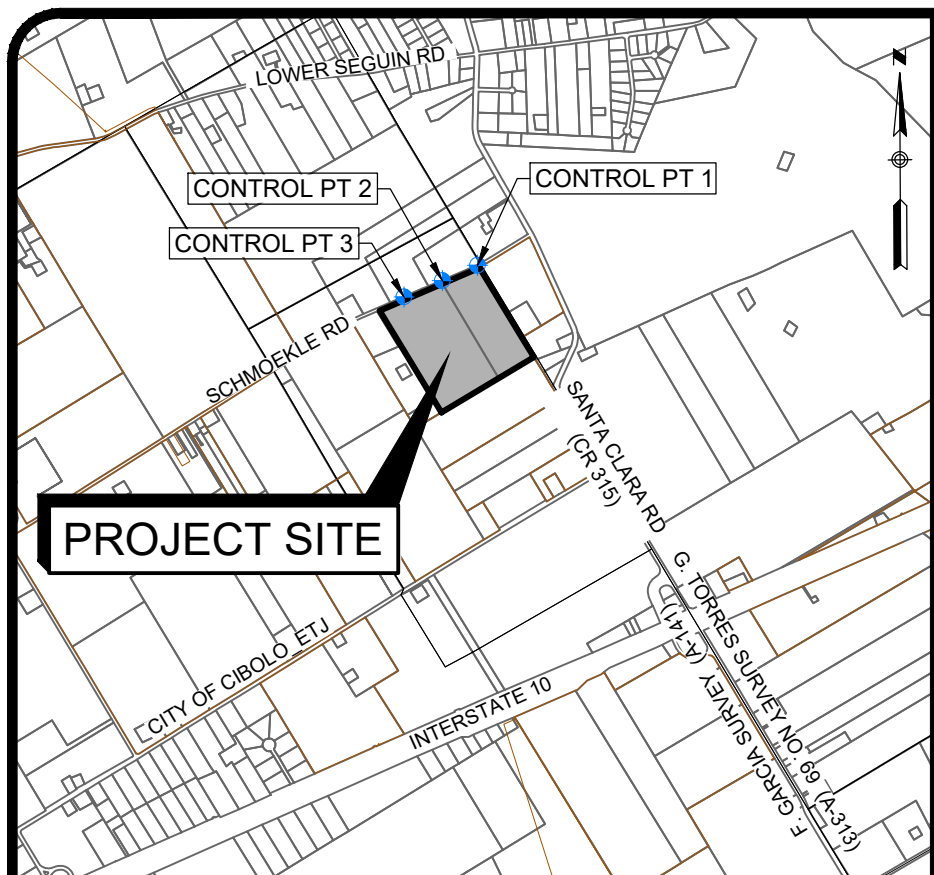 LOWER SEGUIN RD
N
CONTROL PT 2
CONTROL PT 1
CONTROL PT 3
SCHMOEKLE RD
SANTA CLARA RD
(CR 315)
PROJECT SITE
G. TORRES SURVEY NO. 69 (A-313)
F. GARCIA SURVEY (A-141)
CITY OF CIBOLO_ETJ
INTERSTATE 10